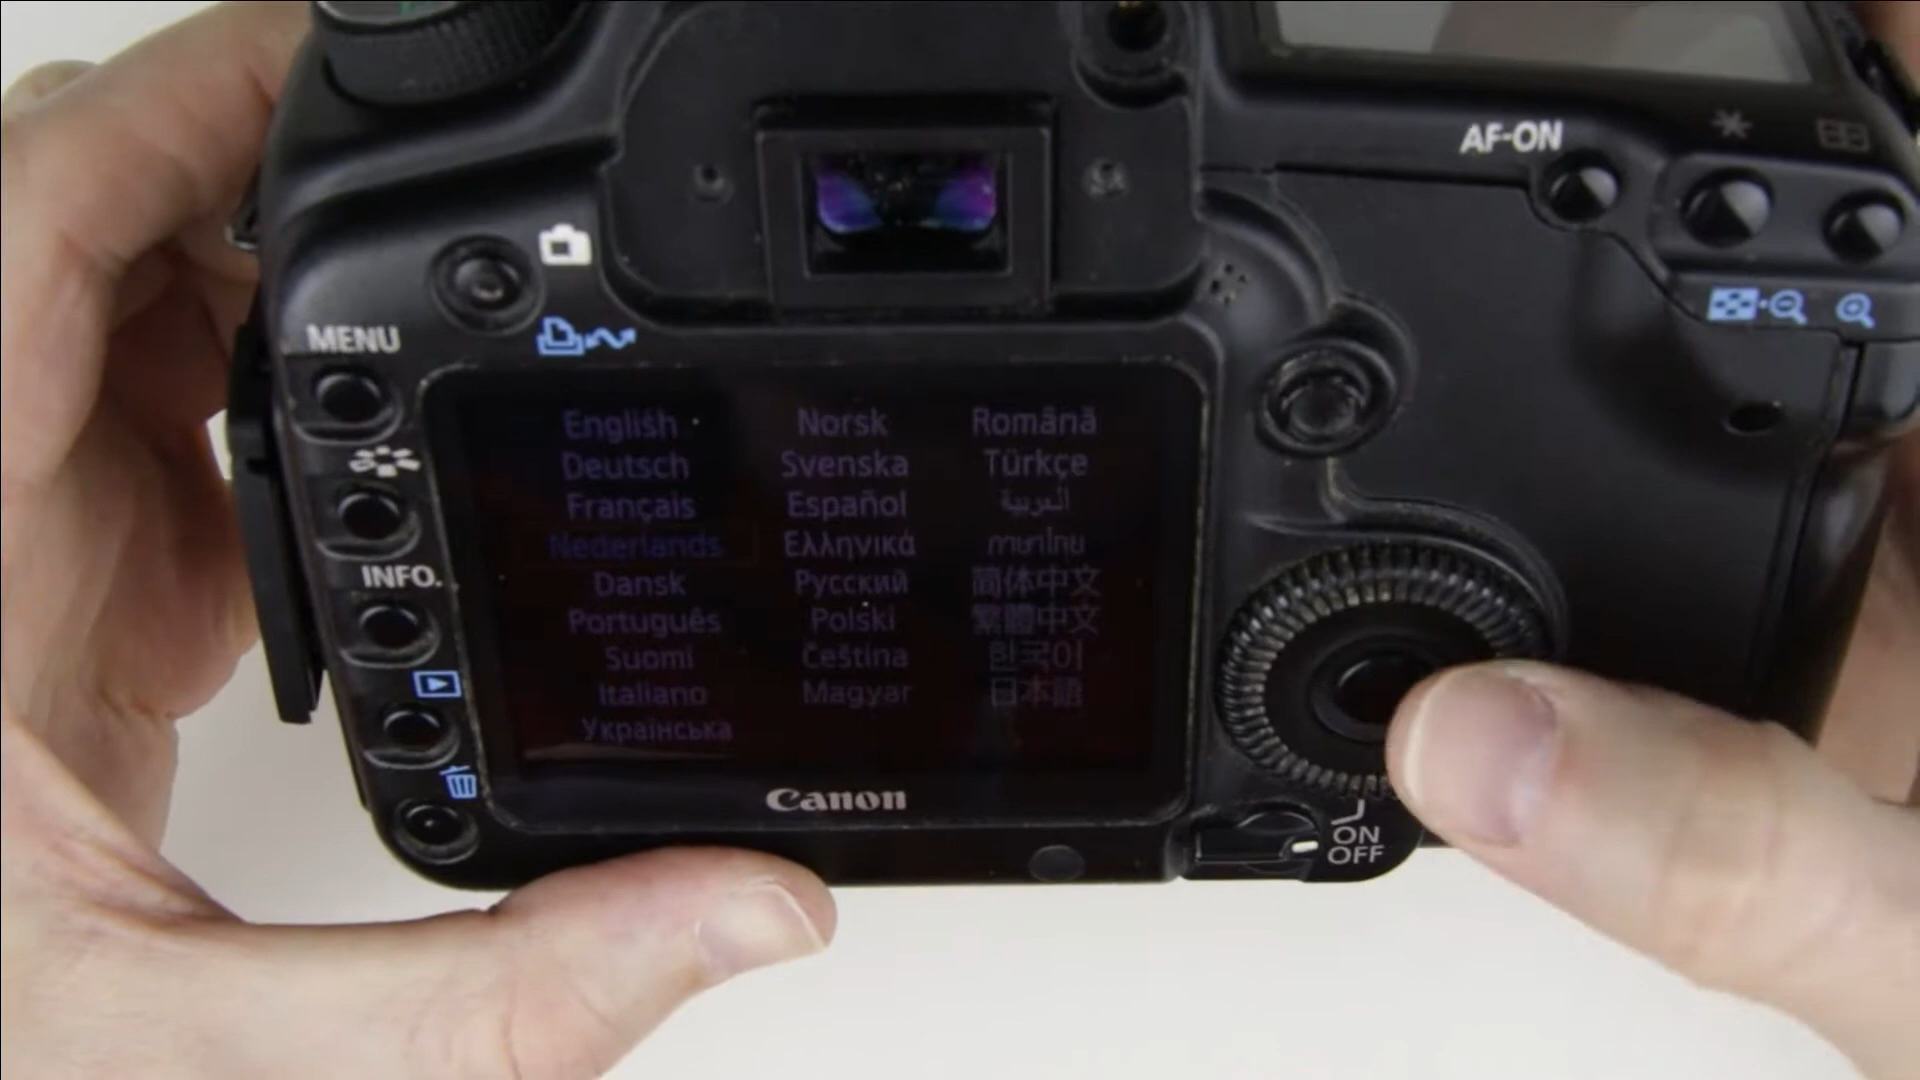 AF-ON
MENU
INFO.
English Norsk Română
Deutsch Svenska Türkçe
Français Español العربية
Nederlands Ελληνικά ภาษาไทย
Dansk Русский 简体中文
Português Polski 繁體中文
Suomi Čeština 한국어
Italiano Magyar 日本語
Українська
Canon
ON
OFF